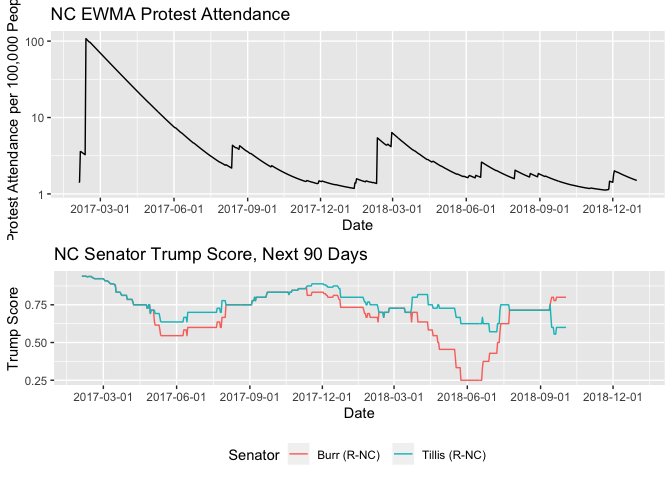 NC EWMA Protest Attendance
Protest Attendance per 100,000
100
10
1
2017-03-01 2017-06-01 2017-09-01 2017-12-01 2018-03-01 2018-06-01 2018-09-01 2018-12-01
Date
NC Senator Trump Score, Next 90 Days
Trump Score
0.75
0.50
0.25
2017-03-01 2017-06-01 2017-09-01 2017-12-01 2018-03-01 2018-06-01 2018-09-01 2018-12-01
Date
Senator Burr (R-NC) Tillis (R-NC)